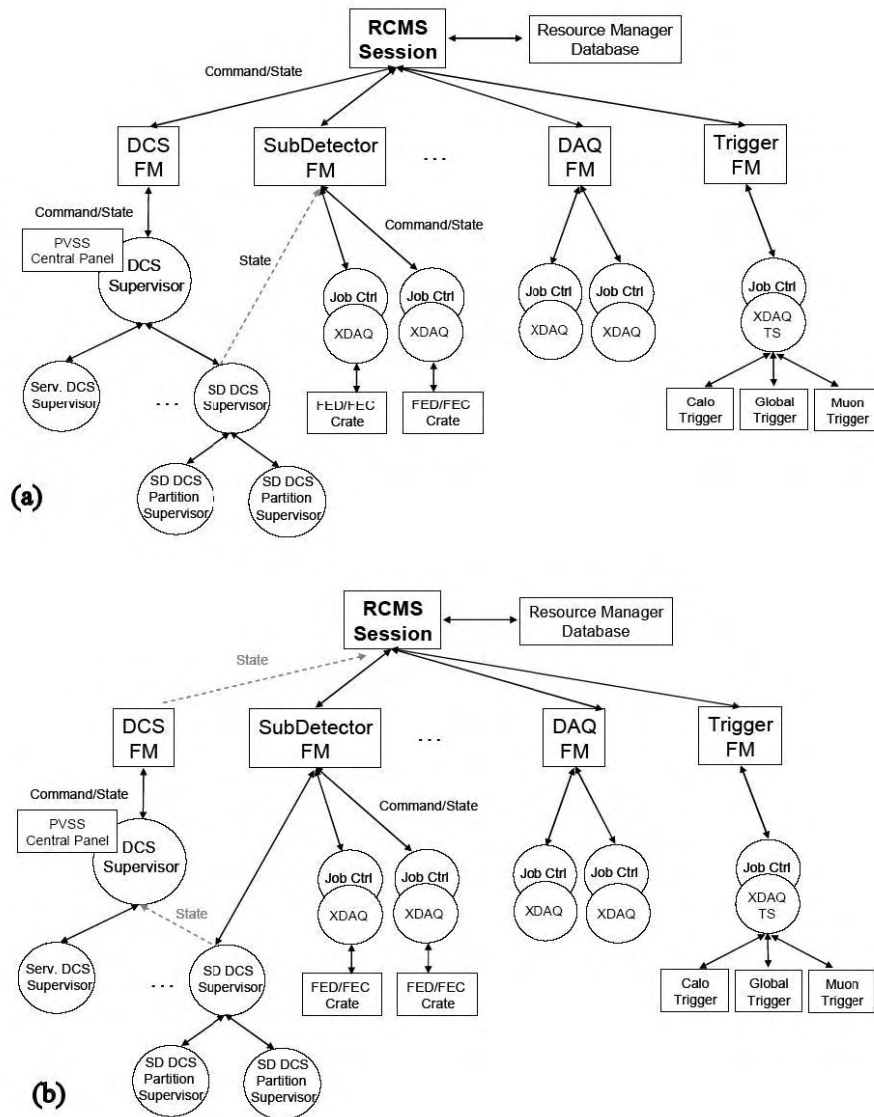 RCMS
Session
Resource Manager
Database
Command/State
DCS
FM
SubDetector
FM
...
DAQ
FM
Trigger
FM
Command/State
Command/State
PVSS
Central Panel
DCS
Supervisor
State
Job Ctrl
XDAQ
Job Ctrl
XDAQ
Job Ctrl
XDAQ
Job Ctrl
XDAQ
Job Ctrl
XDAQ
TS
Serv. DCS
Supervisor
...
SD DCS
Supervisor
FED/FEC
Crate
FED/FEC
Crate
Calo
Trigger
Global
Trigger
Muon
Trigger
SD DCS
Partition
Supervisor
SD DCS
Partition
Supervisor
(a)
RCMS
Session
Resource Manager
Database
State
DCS
FM
SubDetector
FM
...
DAQ
FM
Trigger
FM
Command/State
Command/State
PVSS
Central Panel
DCS
Supervisor
State
Job Ctrl
XDAQ
Job Ctrl
XDAQ
Job Ctrl
XDAQ
Job Ctrl
XDAQ
Job Ctrl
XDAQ
TS
Serv. DCS
Supervisor
...
SD DCS
Supervisor
FED/FEC
Crate
FED/FEC
Crate
Calo
Trigger
Global
Trigger
Muon
Trigger
SD DCS
Partition
Supervisor
SD DCS
Partition
Supervisor
(b)